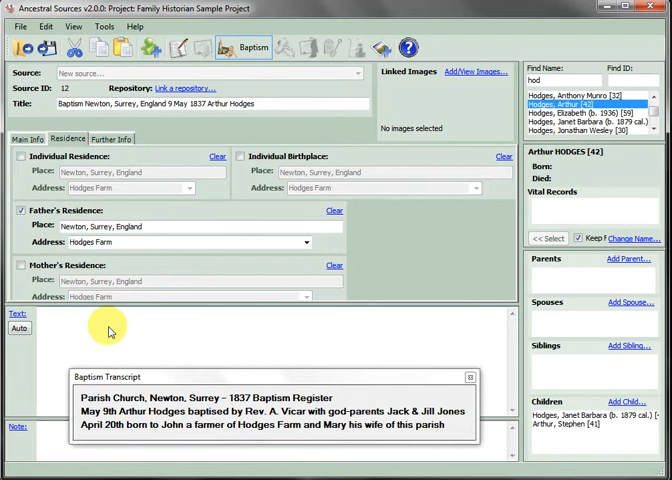 Ancestral Sources v2.0.0: Project: Family Historian Sample Project
File Edit View Tools Help
Baptism
Source: New source...
Source ID: 12 Repository: Link a repository...
Title: Baptism Newton, Surrey, England 9 May 1837 Arthur Hodges
Linked Images Add/View Images...
No images selected
Main Info Residence Further Info
Individual Residence Clear
Place: Newton, Surrey, England
Address: Hodges Farm
Individual Birthplace Clear
Place: Newton, Surrey, England
Address: Hodges Farm
Father's Residence Clear
Place: Newton, Surrey, England
Address: Hodges Farm
Mother's Residence Clear
Place: Newton, Surrey, England
Address: Hodges Farm
Text:
Auto
Note:
Baptism Transcript
Parish Church, Newton, Surrey – 1837 Baptism Register
May 9th Arthur Hodges baptised by Rev. A. Vicar with god-parents Jack & Jill Jones
April 20th born to John a farmer of Hodges Farm and Mary his wife of this parish
Find Name: Find ID:
hod
Hodges, Anthony Munro [32]
Hodges, Arthur [42]
Hodges, Elizabeth (b. 1936) [59]
Hodges, Janet Barbara (b. 1879 cal.)
Hodges, Jonathan Wesley [30]
Arthur HODGES [42]
Born:
Died:
Vital Records
<< Select Keep F Change Name...
Parents Add Parent...
Spouses Add Spouse...
Siblings Add Sibling...
Children Add Child...
Hodges, Janet Barbara (b. 1879 cal.) [4
Arthur, Stephen [41]